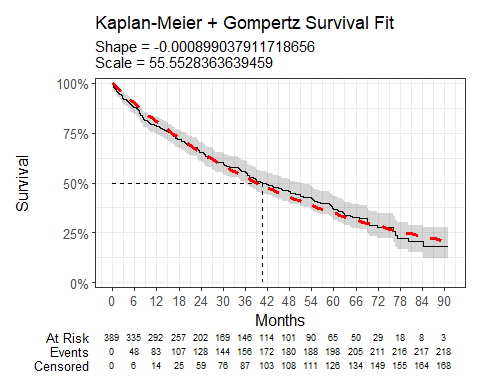 Kaplan-Meier + Gompertz Survival Fit
Shape = -0.000899037911718656
Scale = 55.5528363639459
100%
75%
50%
25%
0%
Survival
0 6 12 18 24 30 36 42 48 54 60 66 72 78 84 90
Months
At Risk 389 335 292 257 202 169 146 114 101 90 65 50 29 18 8 3
Events 0 48 83 107 128 144 156 172 180 188 198 205 211 216 217 218
Censored 0 6 14 25 59 76 87 103 108 111 126 134 149 155 164 168